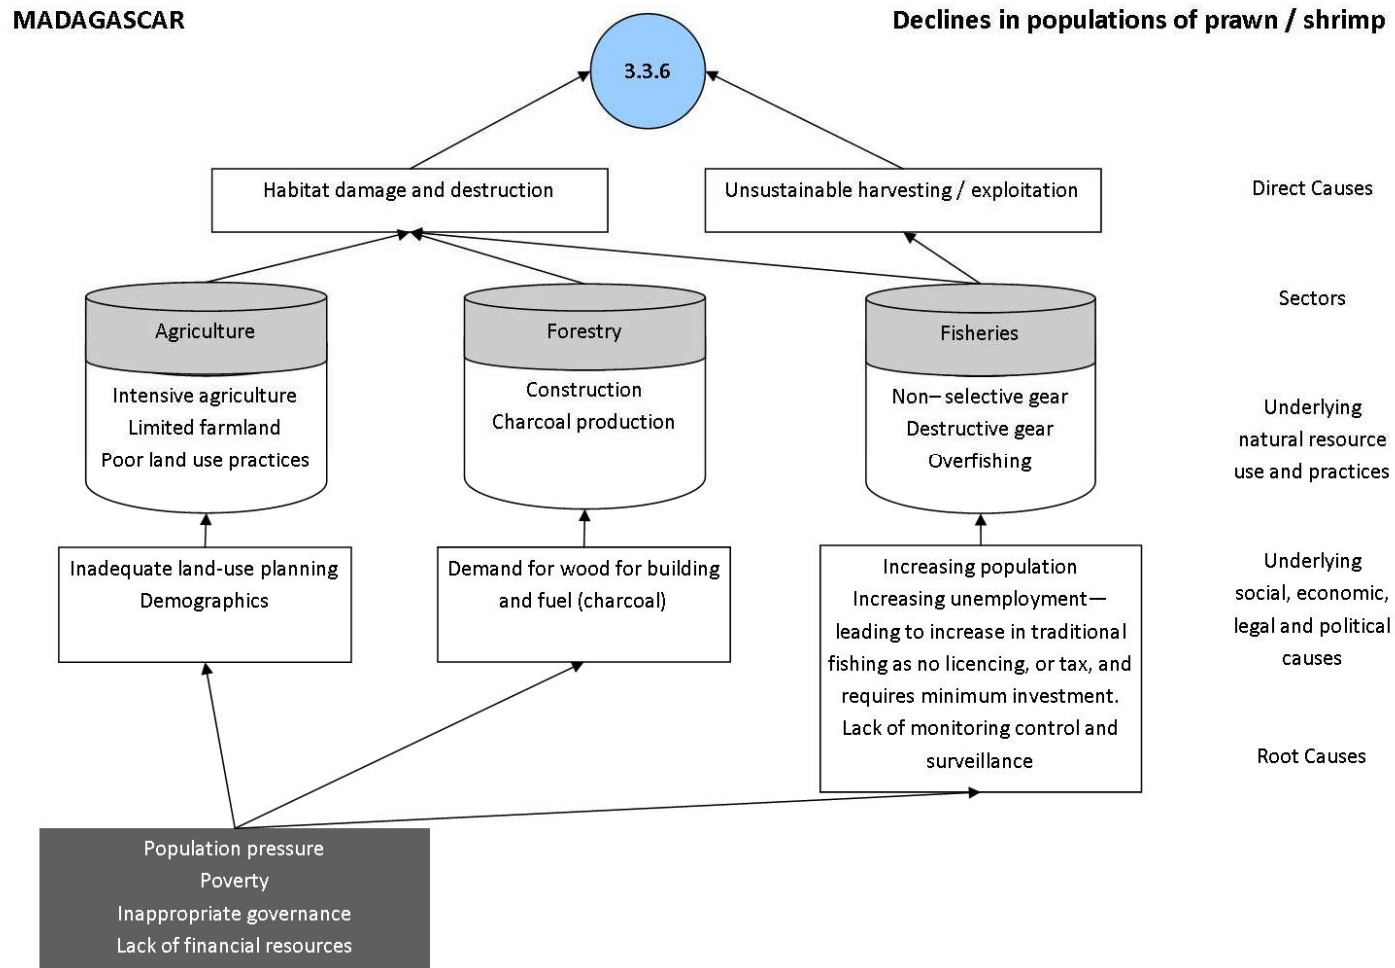 MADAGASCAR
Declines in populations of prawn / shrimp
3.3.6
Habitat damage and destruction
Unsustainable harvesting / exploitation
Direct Causes
Agriculture
Forestry
Fisheries
Sectors
Intensive agriculture
Limited farmland
Poor land use practices
Construction
Charcoal production
Non– selective gear
Destructive gear
Overfishing
Underlying
natural resource
use and practices
Inadequate land-use planning
Demographics
Demand for wood for building
and fuel (charcoal)
Increasing population
Increasing unemployment—
leading to increase in traditional
fishing as no licencing, or tax, and
requires minimum investment.
Lack of monitoring control and
surveillance
Underlying
social, economic,
legal and political
causes
Root Causes
Population pressure
Poverty
Inappropriate governance
Lack of financial resources